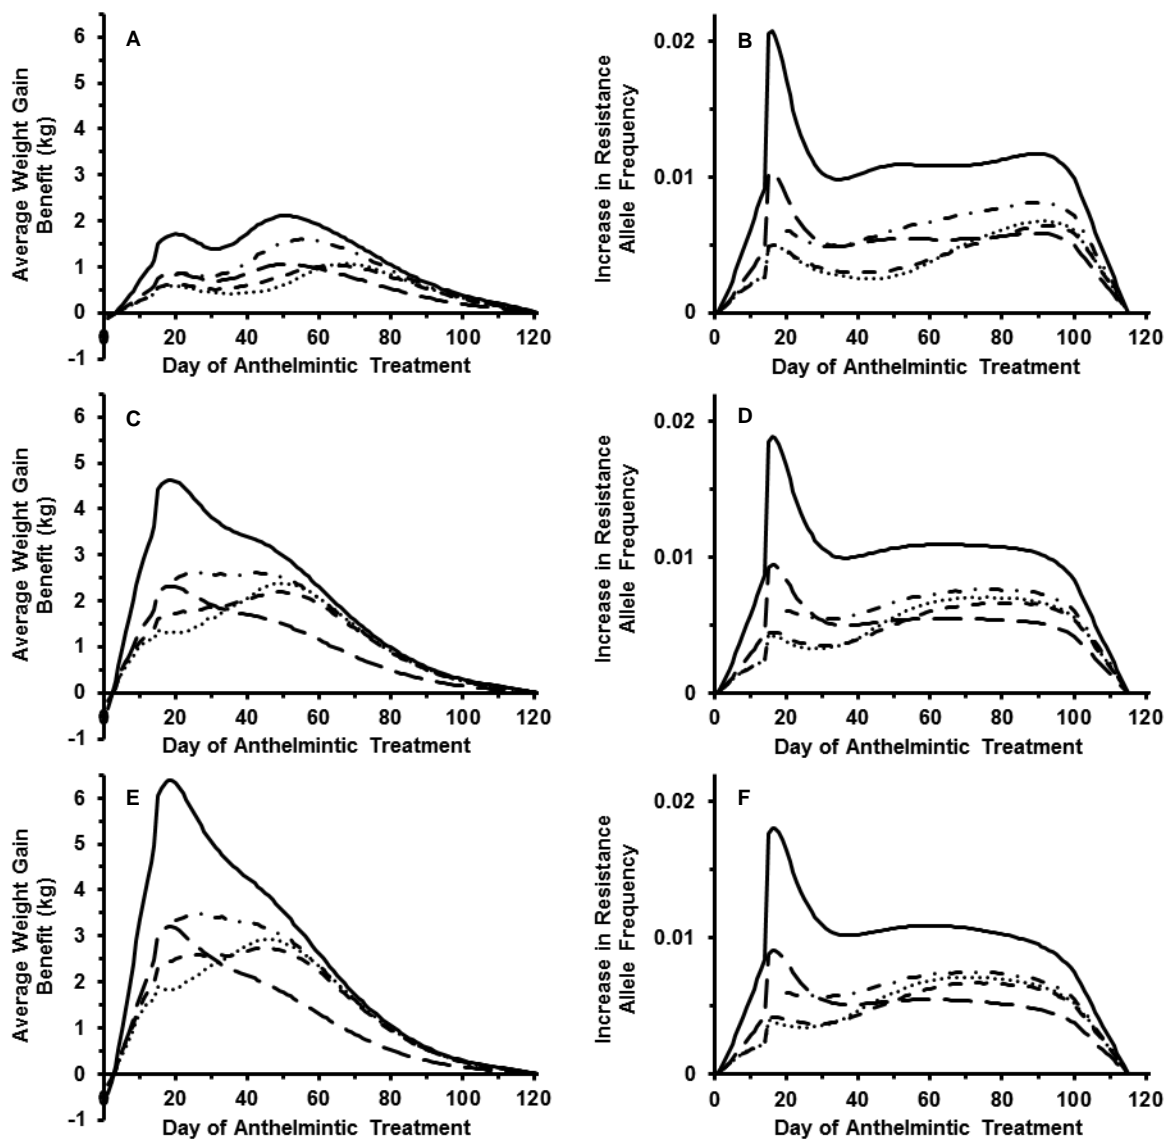 A
Average Weight Gain
Benefit (kg)
6
5
4
3
2
1
0
-1
0 20 40 60 80 100 120
Day of Anthelmintic Treatment
B
Increase in Resistance
Allele Frequency
0.02
0.01
0
0 20 40 60 80 100 120
Day of Anthelmintic Treatment
C
Average Weight Gain
Benefit (kg)
6
5
4
3
2
1
0
-1
0 20 40 60 80 100 120
Day of Anthelmintic Treatment
D
Increase in Resistance
Allele Frequency
0.02
0.01
0
0 20 40 60 80 100 120
Day of Anthelmintic Treatment
E
Average Weight Gain
Benefit (kg)
6
5
4
3
2
1
0
-1
0 20 40 60 80 100 120
Day of Anthelmintic Treatment
F
Increase in Resistance
Allele Frequency
0.02
0.01
0
0 20 40 60 80 100 120
Day of Anthelmintic Treatment